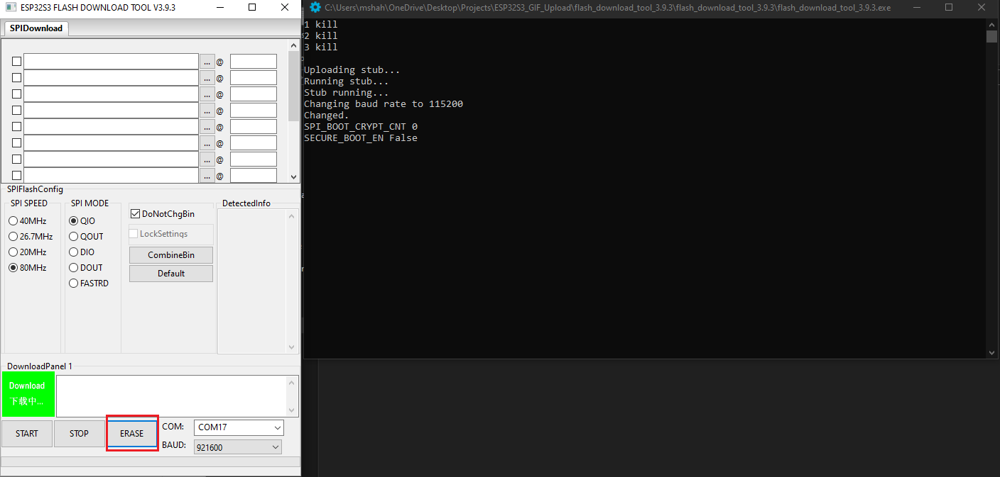 ESP32S3 FLASH DOWNLOAD TOOL V3.9.3
SPIDownload
... @
... @
... @
... @
... @
... @
... @
... @
SPIFlashConfig
SPI SPEED
40MHz
26.7MHz
20MHz
80MHz
SPI MODE
QIO
QOUT
DIO
DOUT
FASTRD
DoNotChgBin
LockSettings
CombineBin
Default
DetectedInfo
DownloadPanel 1
Download
下载中...
START
STOP
ERASE
COM:
COM17
BAUD:
921600
C:\Users\mshah\OneDrive\Desktop\Projects\ESP32S3_GIF_Upload\flash_download_tool_3.9.3\flash_download_tool_3.9.3\flash_download_tool_3.9.3.exe
1 kill
2 kill
3 kill
Uploading stub...
Running stub...
Stub running...
Changing baud rate to 115200
Changed.
SPI_BOOT_CRYPT_CNT 0
SECURE_BOOT_EN False